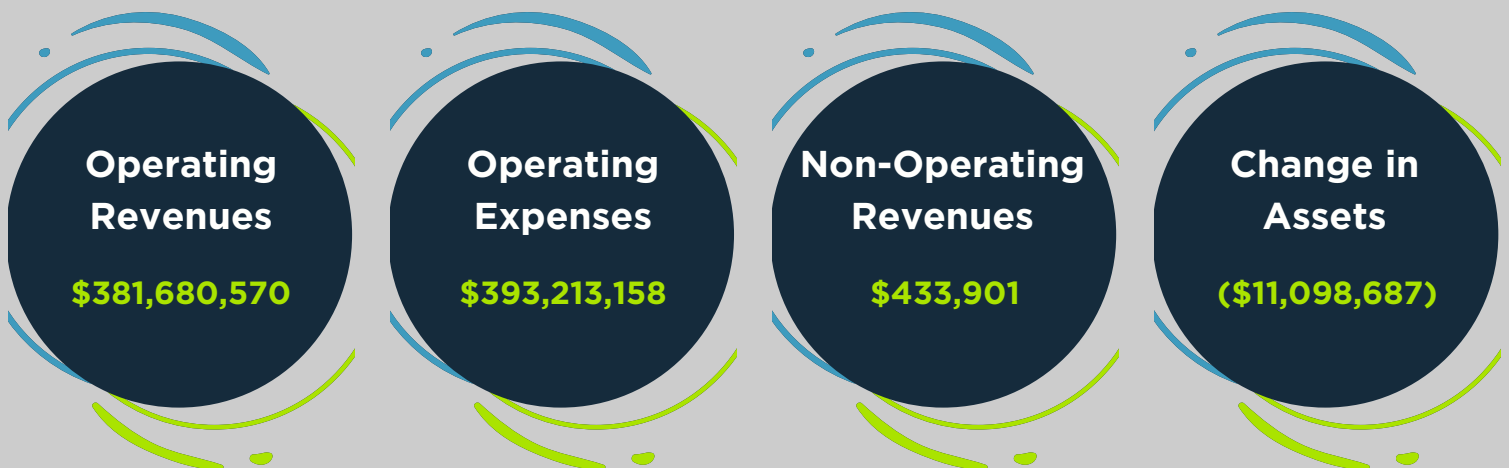 Operating
Revenues
$381,680,570
Operating
Expenses
$393,213,158
Non-Operating
Revenues
$433,901
Change in
Assets
($11,098,687)